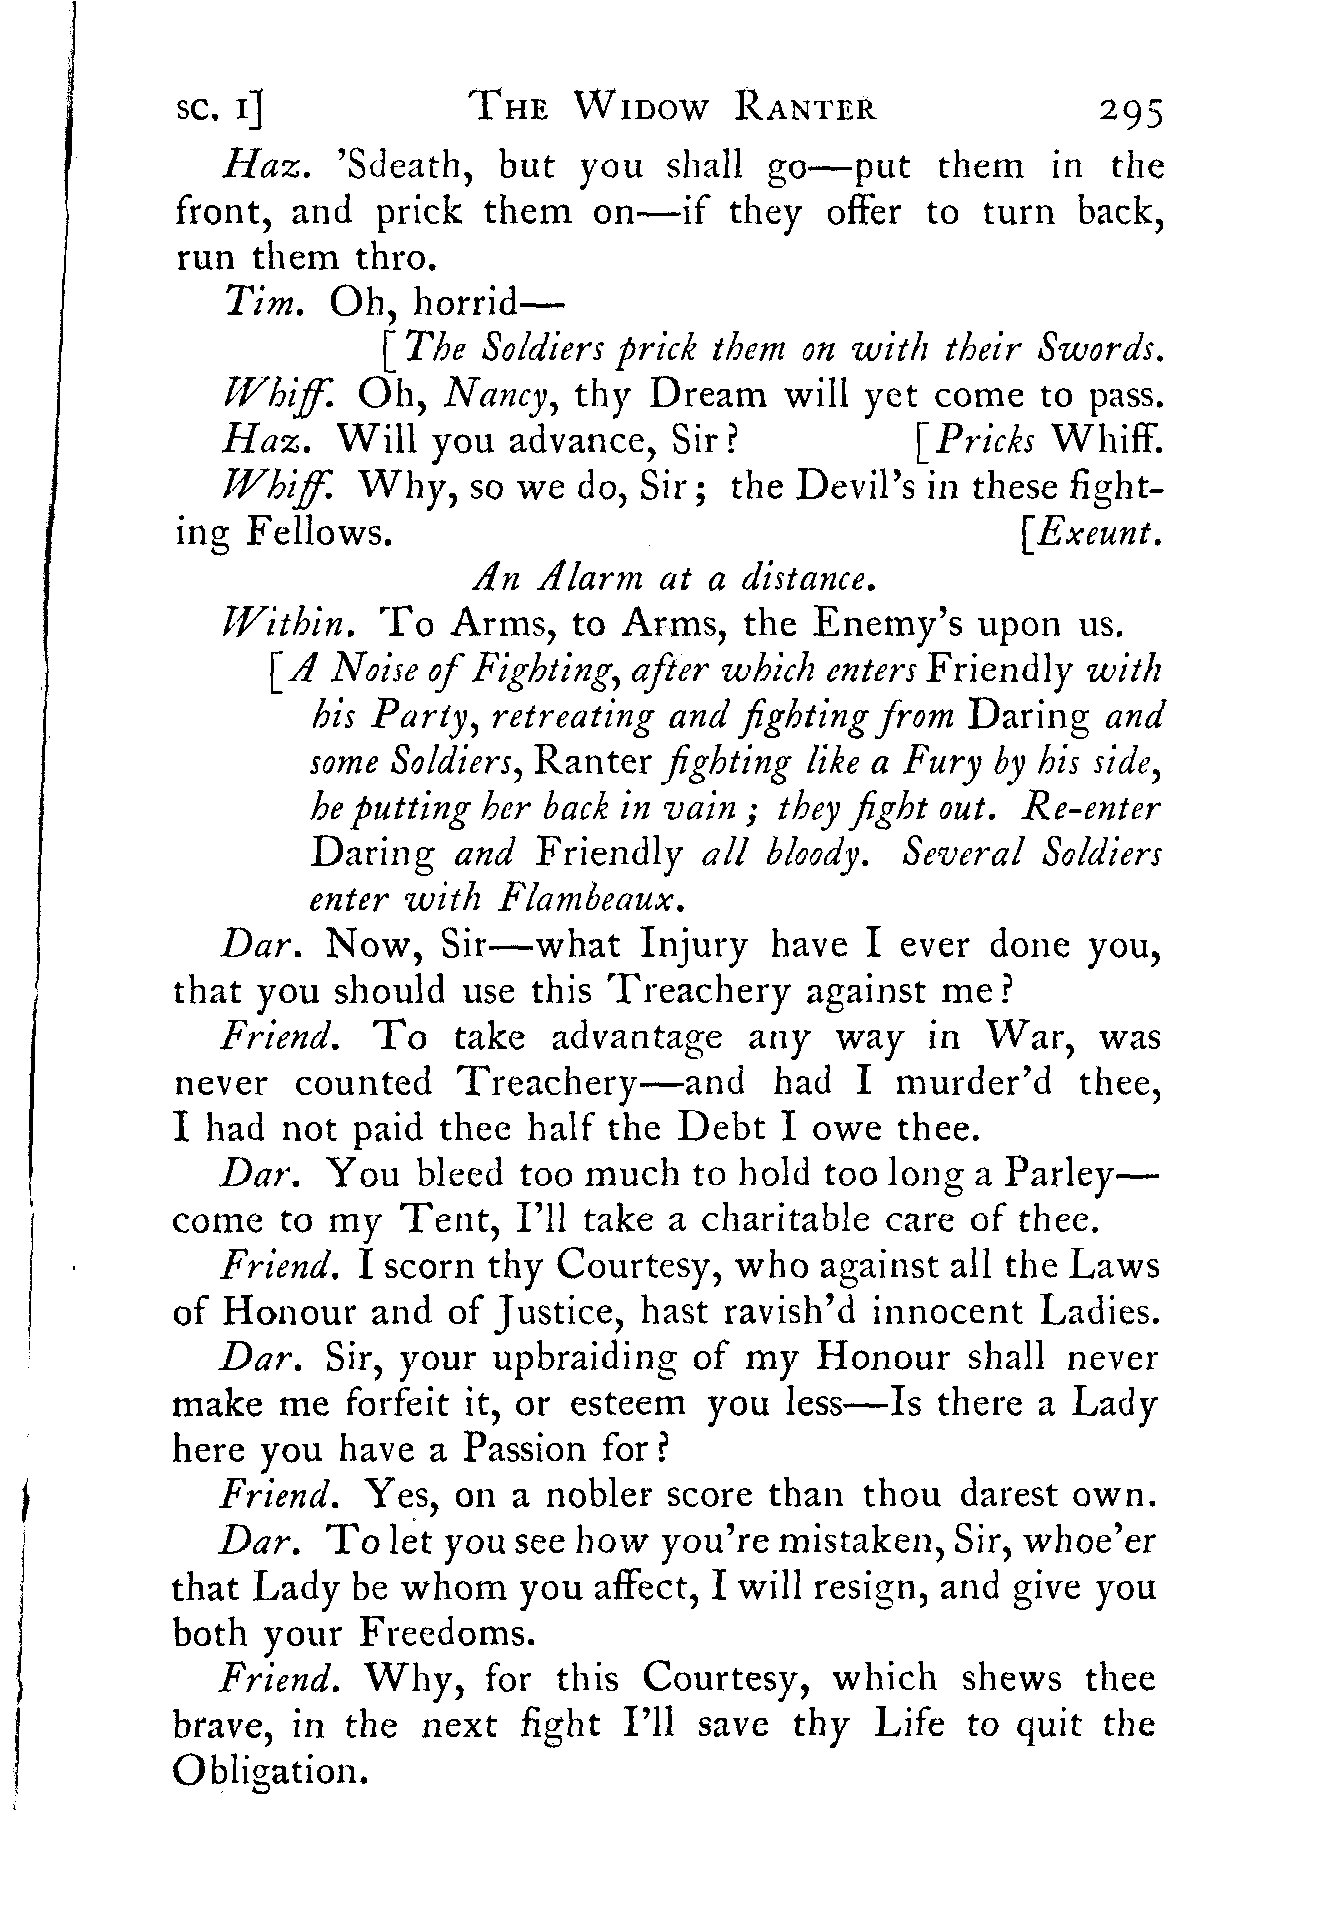 SC. I] THE WIDOW RANTER 295
Haz. 'Sdeath, but you shall go—put them in the
front, and prick them on—if they offer to turn back,
run them thro.
Tim. Oh, horrid—
[The Soldiers prick them on with their Swords.
Whiff. Oh, Nancy, thy Dream will yet come to pass.
Haz. Will you advance, Sir? [Pricks Whiff.
Whiff. Why, so we do, Sir; the Devil's in these fight-
ing Fellows. [Exeunt.
An Alarm at a distance.
Within. To Arms, to Arms, the Enemy's upon us.
[A Noise of Fighting, after which enters Friendly with
his Party, retreating and fighting from Daring and
some Soldiers, Ranter fighting like a Fury by his side,
he putting her back in vain; they fight out. Re-enter
Daring and Friendly all bloody. Several Soldiers
enter with Flambeaux.
Dar. Now, Sir—what Injury have I ever done you,
that you should use this Treachery against me?
Friend. To take advantage any way in War, was
never counted Treachery—and had I murder'd thee,
I had not paid thee half the Debt I owe thee.
Dar. You bleed too much to hold too long a Parley—
come to my Tent, I'll take a charitable care of thee.
Friend. I scorn thy Courtesy, who against all the Laws
of Honour and of Justice, hast ravish'd innocent Ladies.
Dar. Sir, your upbraiding of my Honour shall never
make me forfeit it, or esteem you less—Is there a Lady
here you have a Passion for?
Friend. Yes, on a nobler score than thou darest own.
Dar. To let you see how you're mistaken, Sir, whoe'er
that Lady be whom you affect, I will resign, and give you
both your Freedoms.
Friend. Why, for this Courtesy, which shews thee
brave, in the next fight I'll save thy Life to quit the
Obligation.